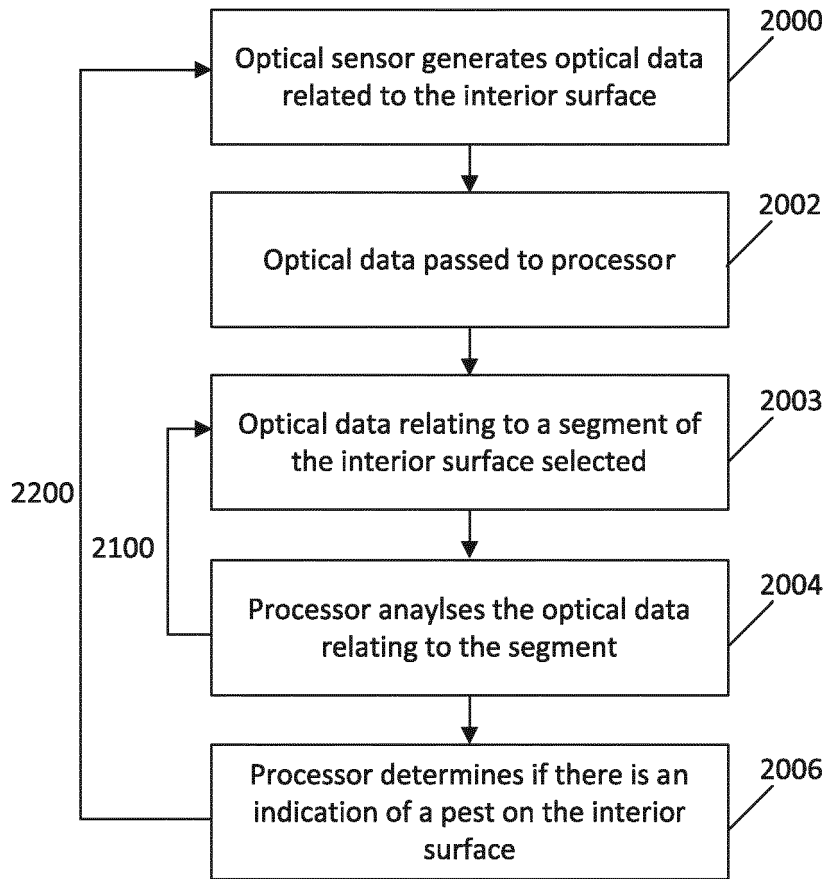 2000
Optical sensor generates optical data
related to the interior surface
2002
Optical data passed to processor
2003
Optical data relating to a segment of
the interior surface selected
2200
2100
2004
Processor anaylses the optical data
relating to the segment
2006
Processor determines if there is an
indication of a pest on the interior
surface